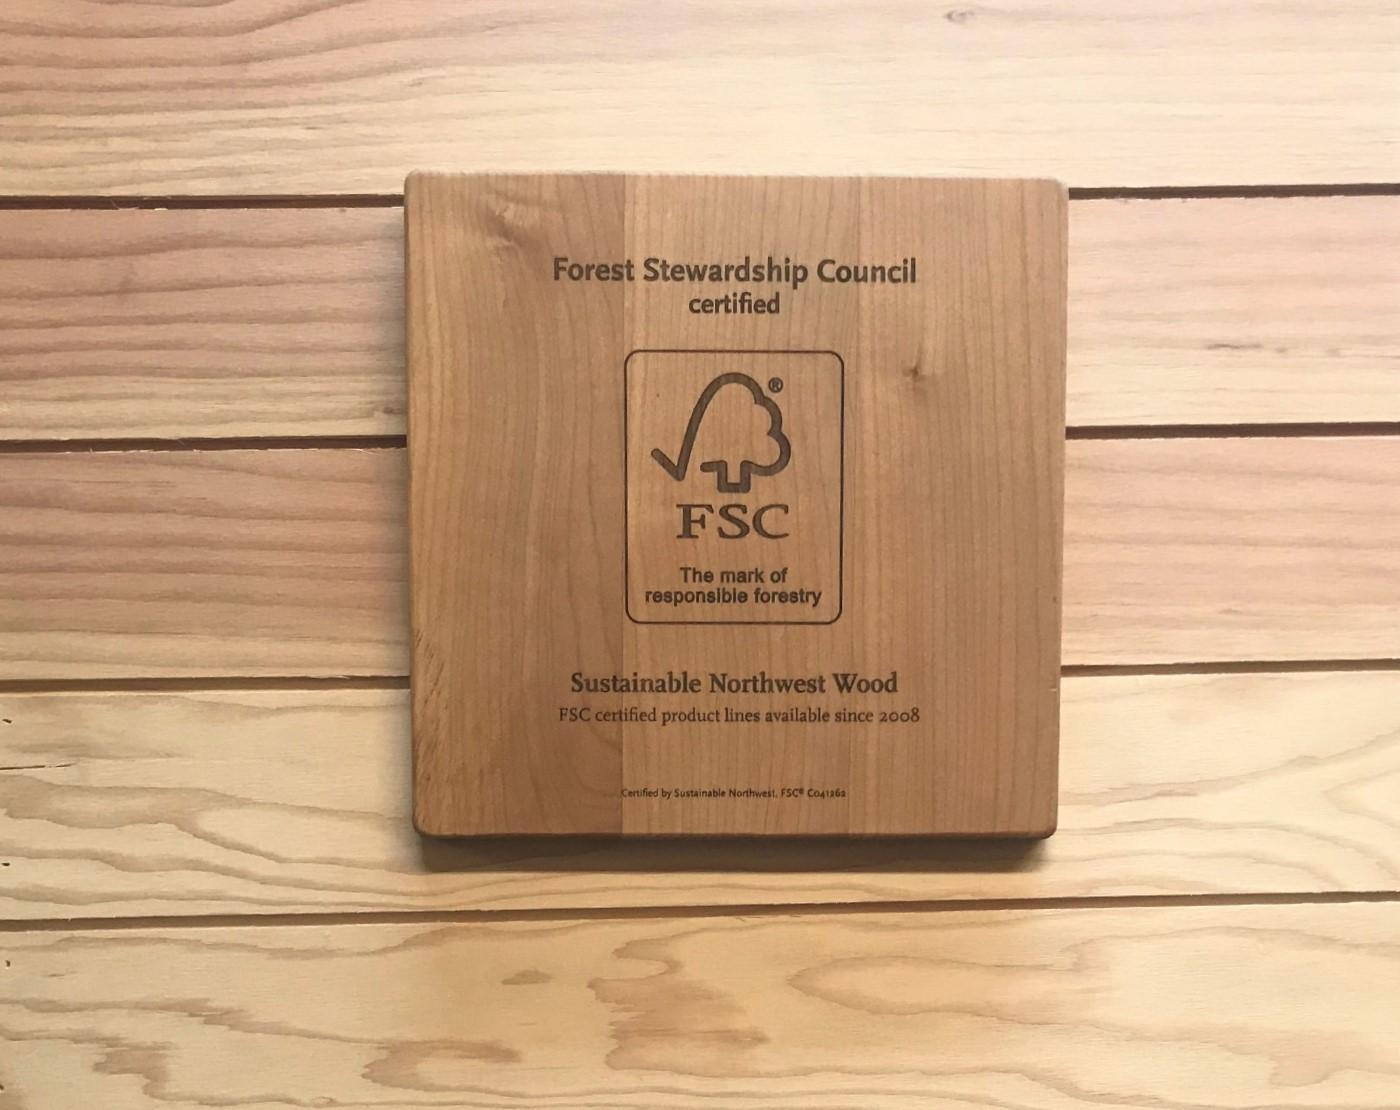 Forest Stewardship Council
certified
®
FSC
The mark of
responsible forestry
Sustainable Northwest Wood
FSC certified product lines available since 2008
Certified by Sustainable Northwest, FSC® C041262